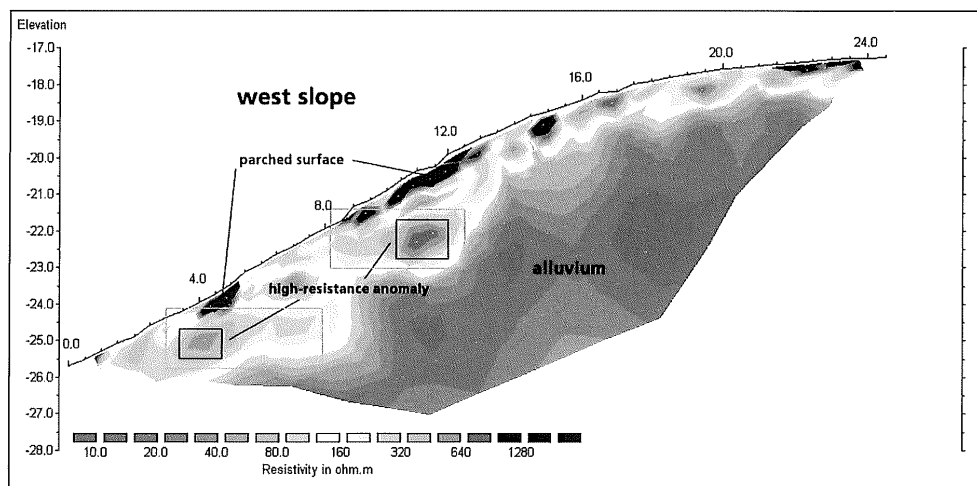 Elevation
-17.0
-18.0
-19.0
-20.0
-21.0
-22.0
-23.0
-24.0
-25.0
-26.0
-27.0
-28.0
0.0
4.0
8.0
12.0
16.0
20.0
24.0
west slope
parched surface
high-resistance anomaly
alluvium
10.0 20.0 40.0 80.0 160 320 640 1280
Resistivity in ohm.m